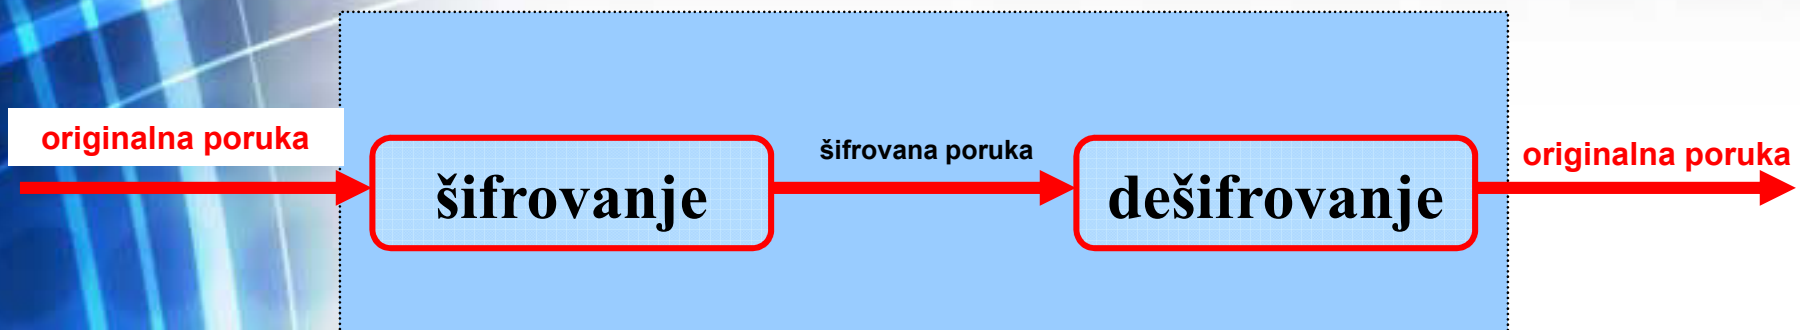 originalna poruka
šifrovanje
šifrovana poruka
dešifrovanje
originalna poruka